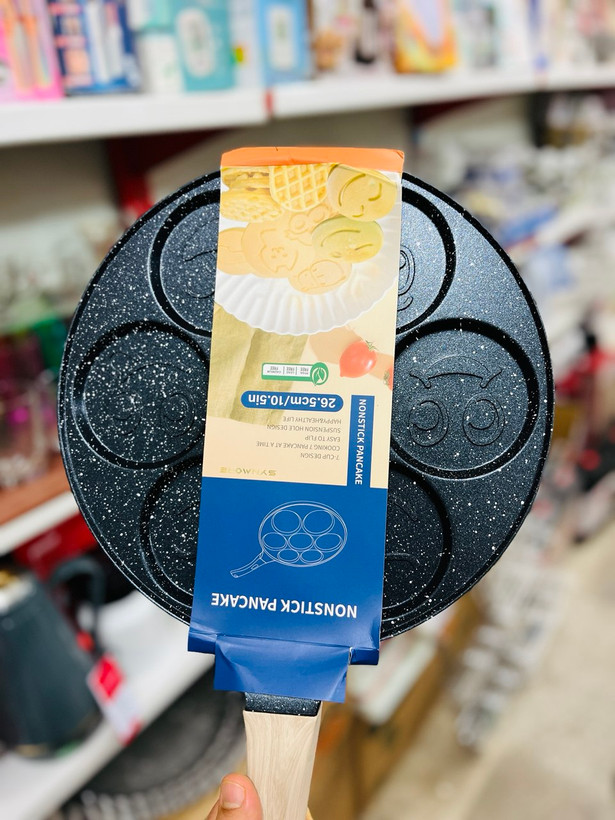 NONSTICK PANCAKE
SYMMORE
7-CUP DESIGN
COOKING 7 PANCAKE AT A TIME
EASY TO FLIP
SUSPENSION HOLE DESIGN
HAPPY&HEALTHY LIFE
26.5cm/10.5in
NONSTICK PANCAKE